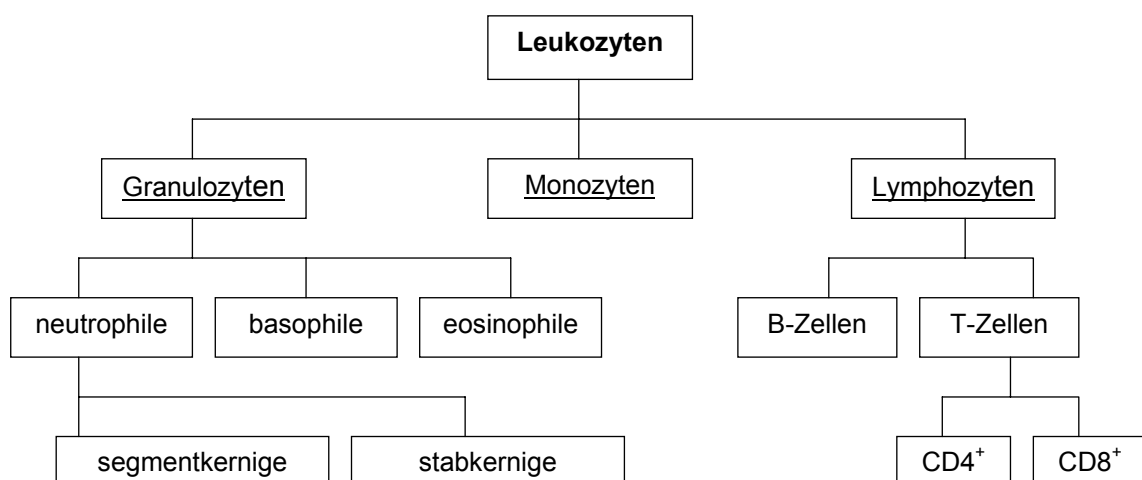 Leukozyten
Granulozyten
Monozyten
Lymphozyten
neutrophile
basophile
eosinophile
B-Zellen
T-Zellen
segmentkernige
stabkernige
CD4⁺
CD8⁺